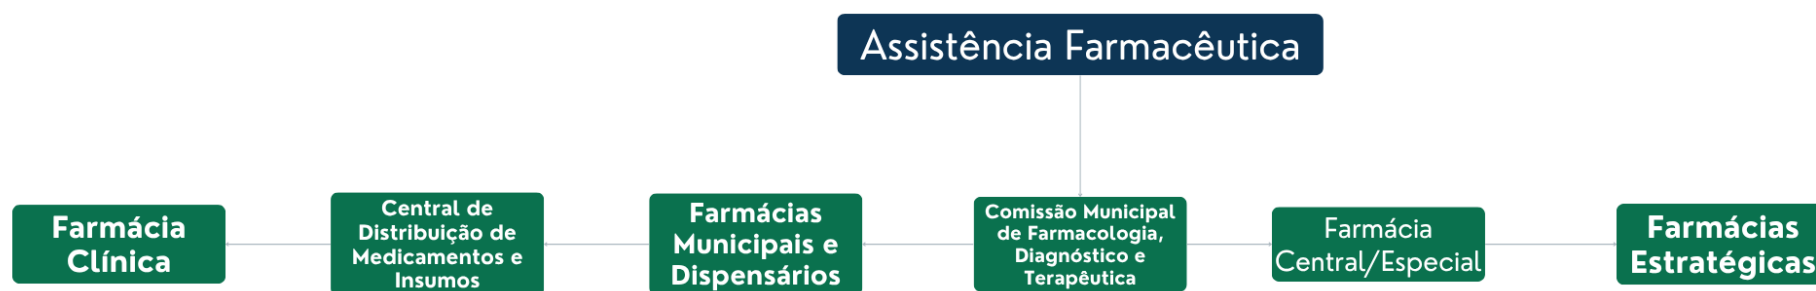 Assistência Farmacêutica
Farmácia
Clínica
Central de
Distribuição de
Medicamentos e
Insumos
Farmácias
Municipais e
Dispensários
Comissão Municipal
de Farmacologia,
Diagnóstico e
Terapêutica
Farmácia
Central/Especial
Farmácias
Estratégicas